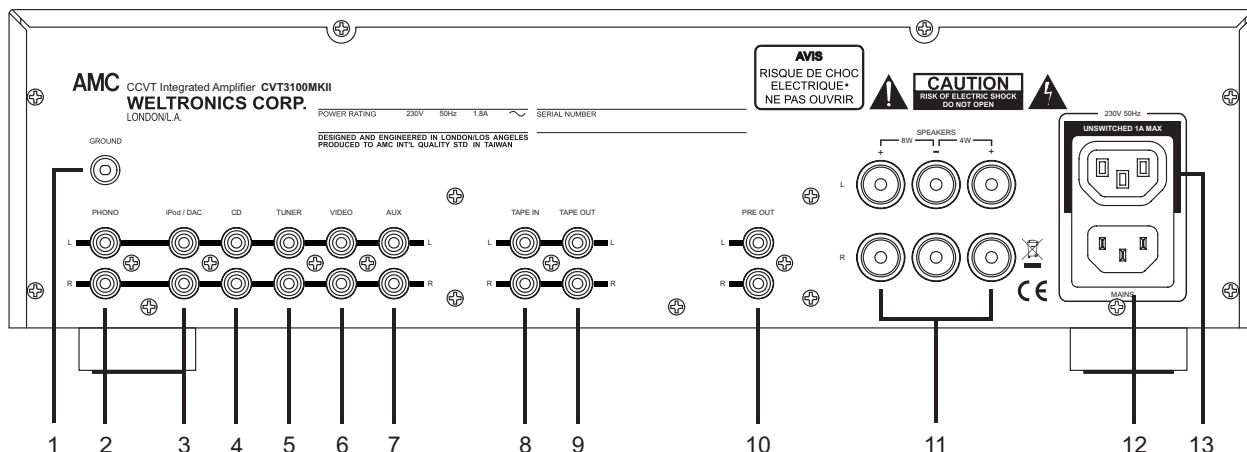 AVIS
RISQUE DE CHOC
ELECTRIQUE•
NE PAS OUVRIR
CAUTION
RISK OF ELECTRIC SHOCK
DO NOT OPEN
AMC CCVT Integrated Amplifier CVT3100MKII
WELTRONICS CORP.
LONDON/L.A.
POWER RATING 230V 50Hz 1.8A SERIAL NUMBER
DESIGNED AND ENGINEERED IN LONDON/LOS ANGELES
PRODUCED TO AMC INT'L QUALITY STD IN TAIWAN
230V 50Hz
UNSWITCHED 1A MAX
GROUND
SPEAKERS
8W 4W
+ – +
L
PHONO iPod / DAC CD TUNER VIDEO AUX TAPE IN TAPE OUT PRE OUT
L L L L L
R
R R R R R
CE
MAINS
1 2 3 4 5 6 7 8 9 10 11 12 13